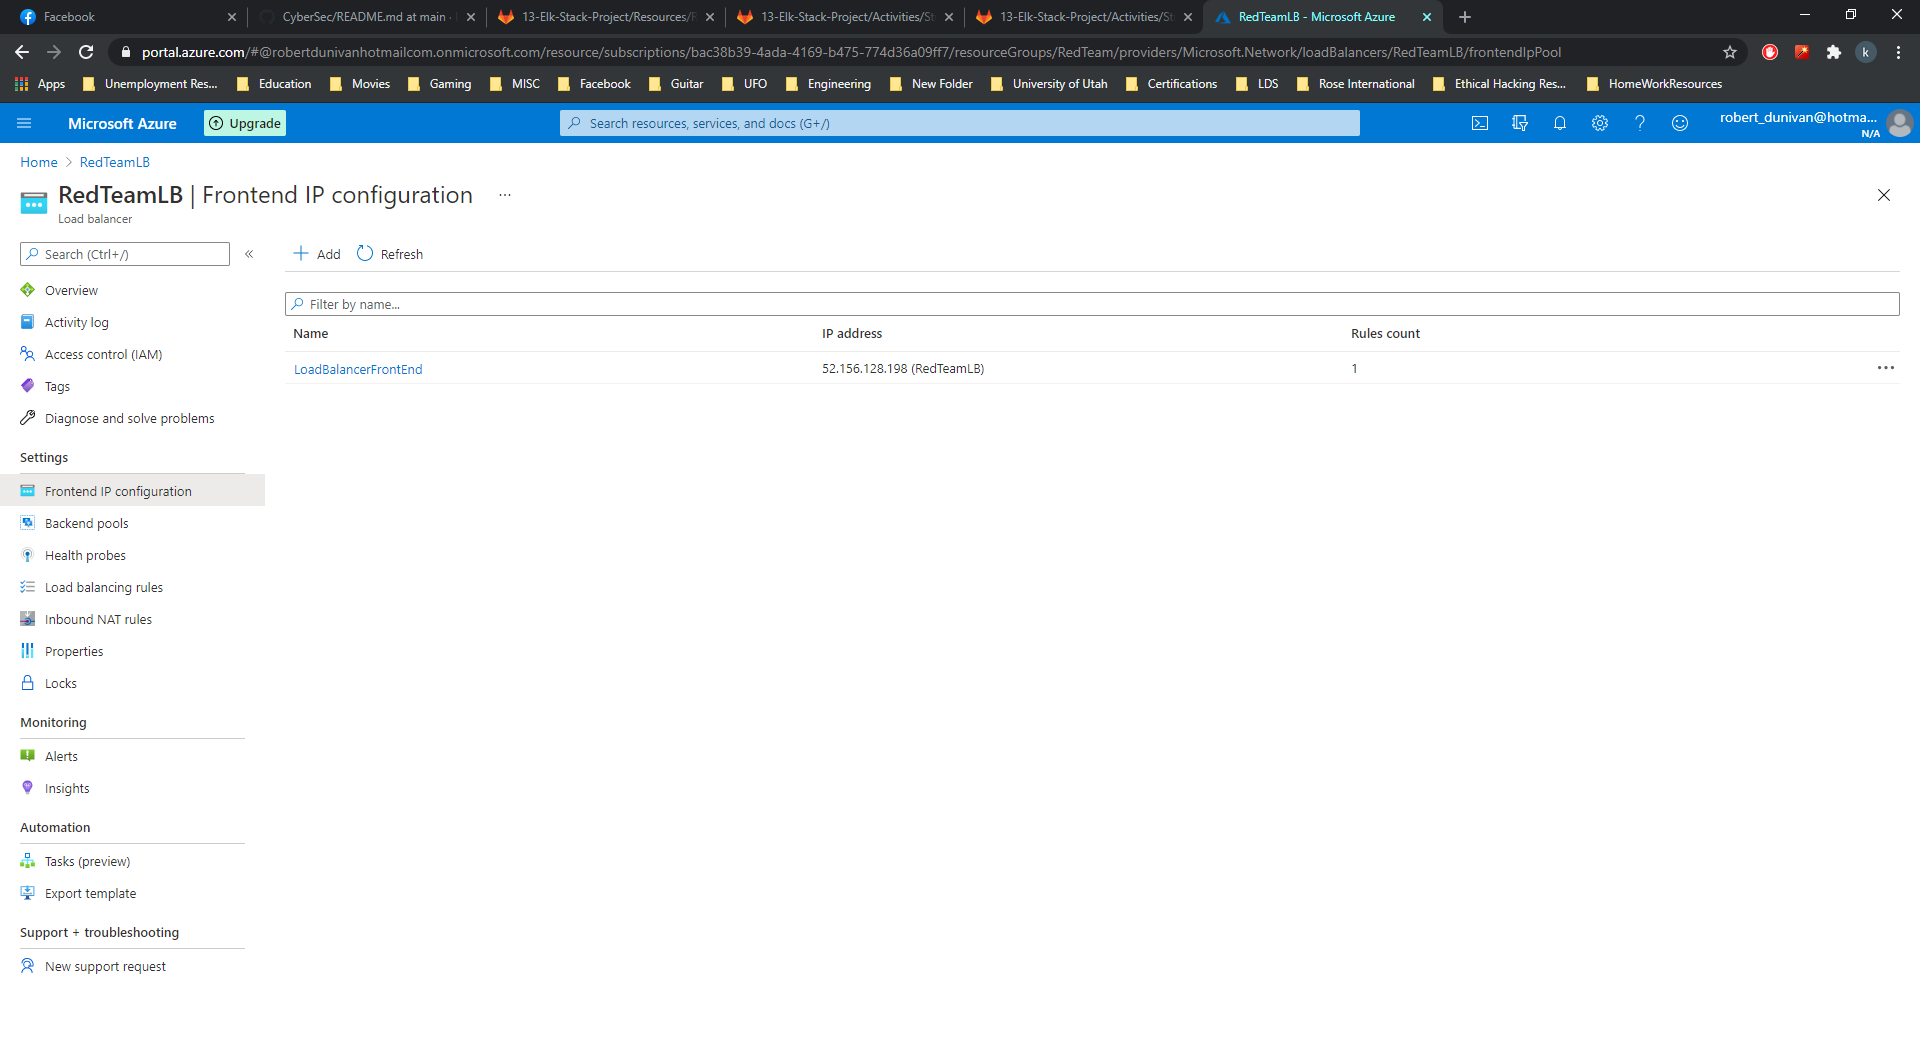 Facebook
CyberSec/README.md at main ·
13-Elk-Stack-Project/Resources/R
13-Elk-Stack-Project/Activities/St
13-Elk-Stack-Project/Activities/St
RedTeamLB - Microsoft Azure
portal.azure.com/#@robertdunivanhotmailcom.onmicrosoft.com/resource/subscriptions/bac38b39-4ada-4169-b475-774d36a09ff7/resourceGroups/RedTeam/providers/Microsoft.Network/loadBalancers/RedTeamLB/frontendIpPool
k
Apps
Unemployment Res...
Education
Movies
Gaming
MISC
Facebook
Guitar
UFO
Engineering
New Folder
University of Utah
Certifications
LDS
Rose International
Ethical Hacking Res...
HomeWorkResources
Microsoft Azure
Upgrade
Search resources, services, and docs (G+/)
robert_dunivan@hotma...
N/A
Home > RedTeamLB
RedTeamLB | Frontend IP configuration ...
Load balancer
Search (Ctrl+/)
«
Overview
Activity log
Access control (IAM)
Tags
Diagnose and solve problems
Settings
Frontend IP configuration
Backend pools
Health probes
Load balancing rules
Inbound NAT rules
Properties
Locks
Monitoring
Alerts
Insights
Automation
Tasks (preview)
Export template
Support + troubleshooting
New support request
Add
Refresh
Filter by name...
Name IP address Rules count
LoadBalancerFrontEnd 52.156.128.198 (RedTeamLB) 1